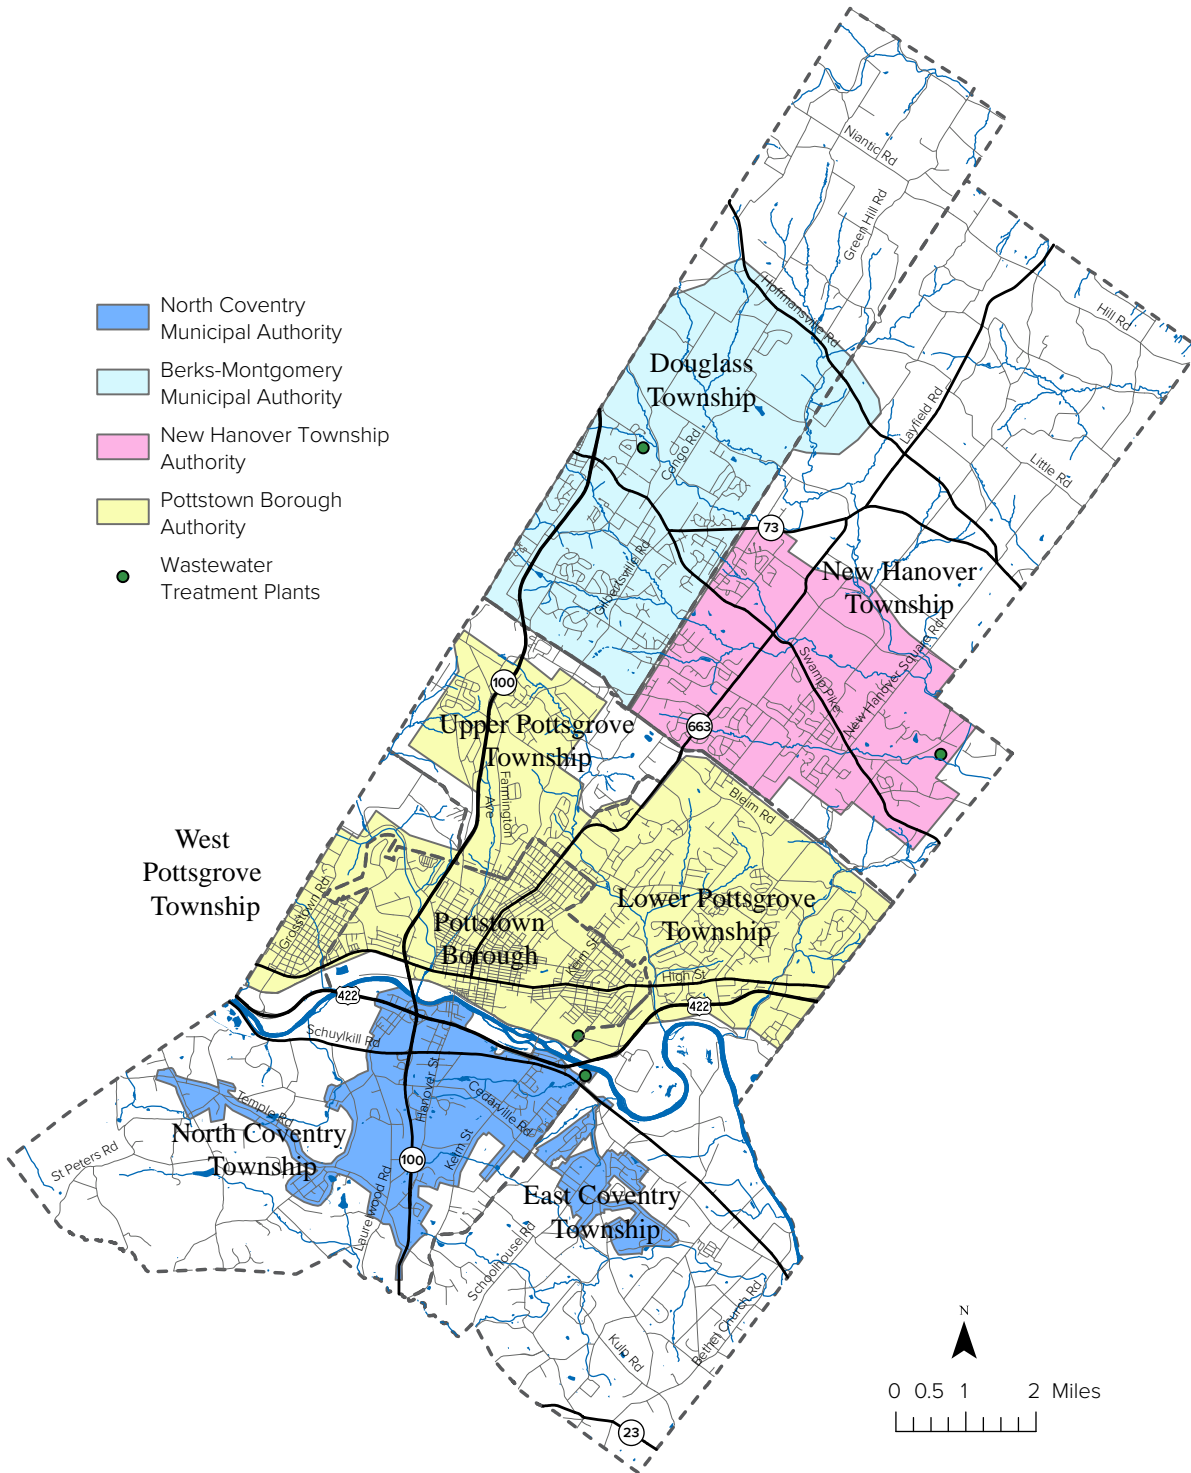 Niantic Rd
Green Hill Rd
Hoffmansville Rd
Hill Rd
North Coventry
Municipal Authority
Berks-Montgomery
Municipal Authority
New Hanover Township
Authority
Pottstown Borough
Authority
Wastewater
Treatment Plants
Douglass
Township
Layfield Rd
Congo Rd
Little Rd
73
Gilbertsville Rd
New Hanover
Township
Swamp Pike
New Hanover Square Rd
100
663
Upper Pottsgrove
Township
Farmington
Ave
Bleim Rd
West
Pottsgrove
Township
Grosstown Rd
Lower Pottsgrove
Township
Pottstown
Borough
Keim St
High St
422
422
Schuylkill Rd
Hanover St
Cedarville Rd
Temple Rd
North Coventry
Township
St Peters Rd
Kelm St
100
Laurelwood Rd
East Coventry
Township
Schoolhouse Rd
Bethel Church Rd
Kulp Rd
23
N
0 0.5 1 2 Miles